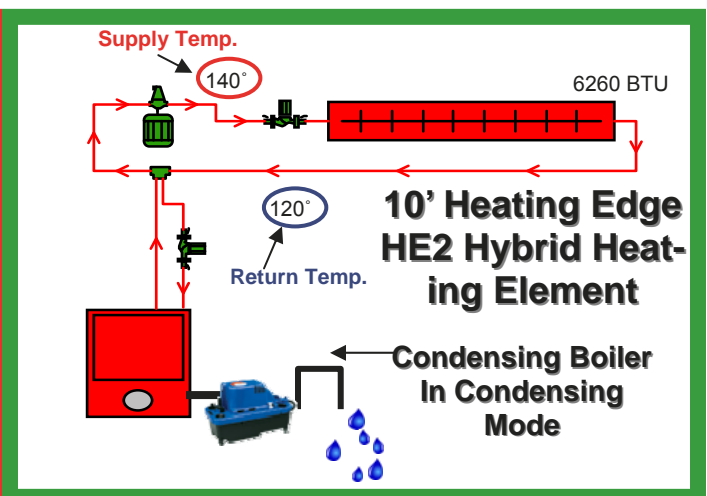 Supply Temp.
140˚
6260 BTU
120˚
Return Temp.
10’ Heating Edge
HE2 Hybrid Heat-
ing Element
Condensing Boiler
In Condensing
Mode